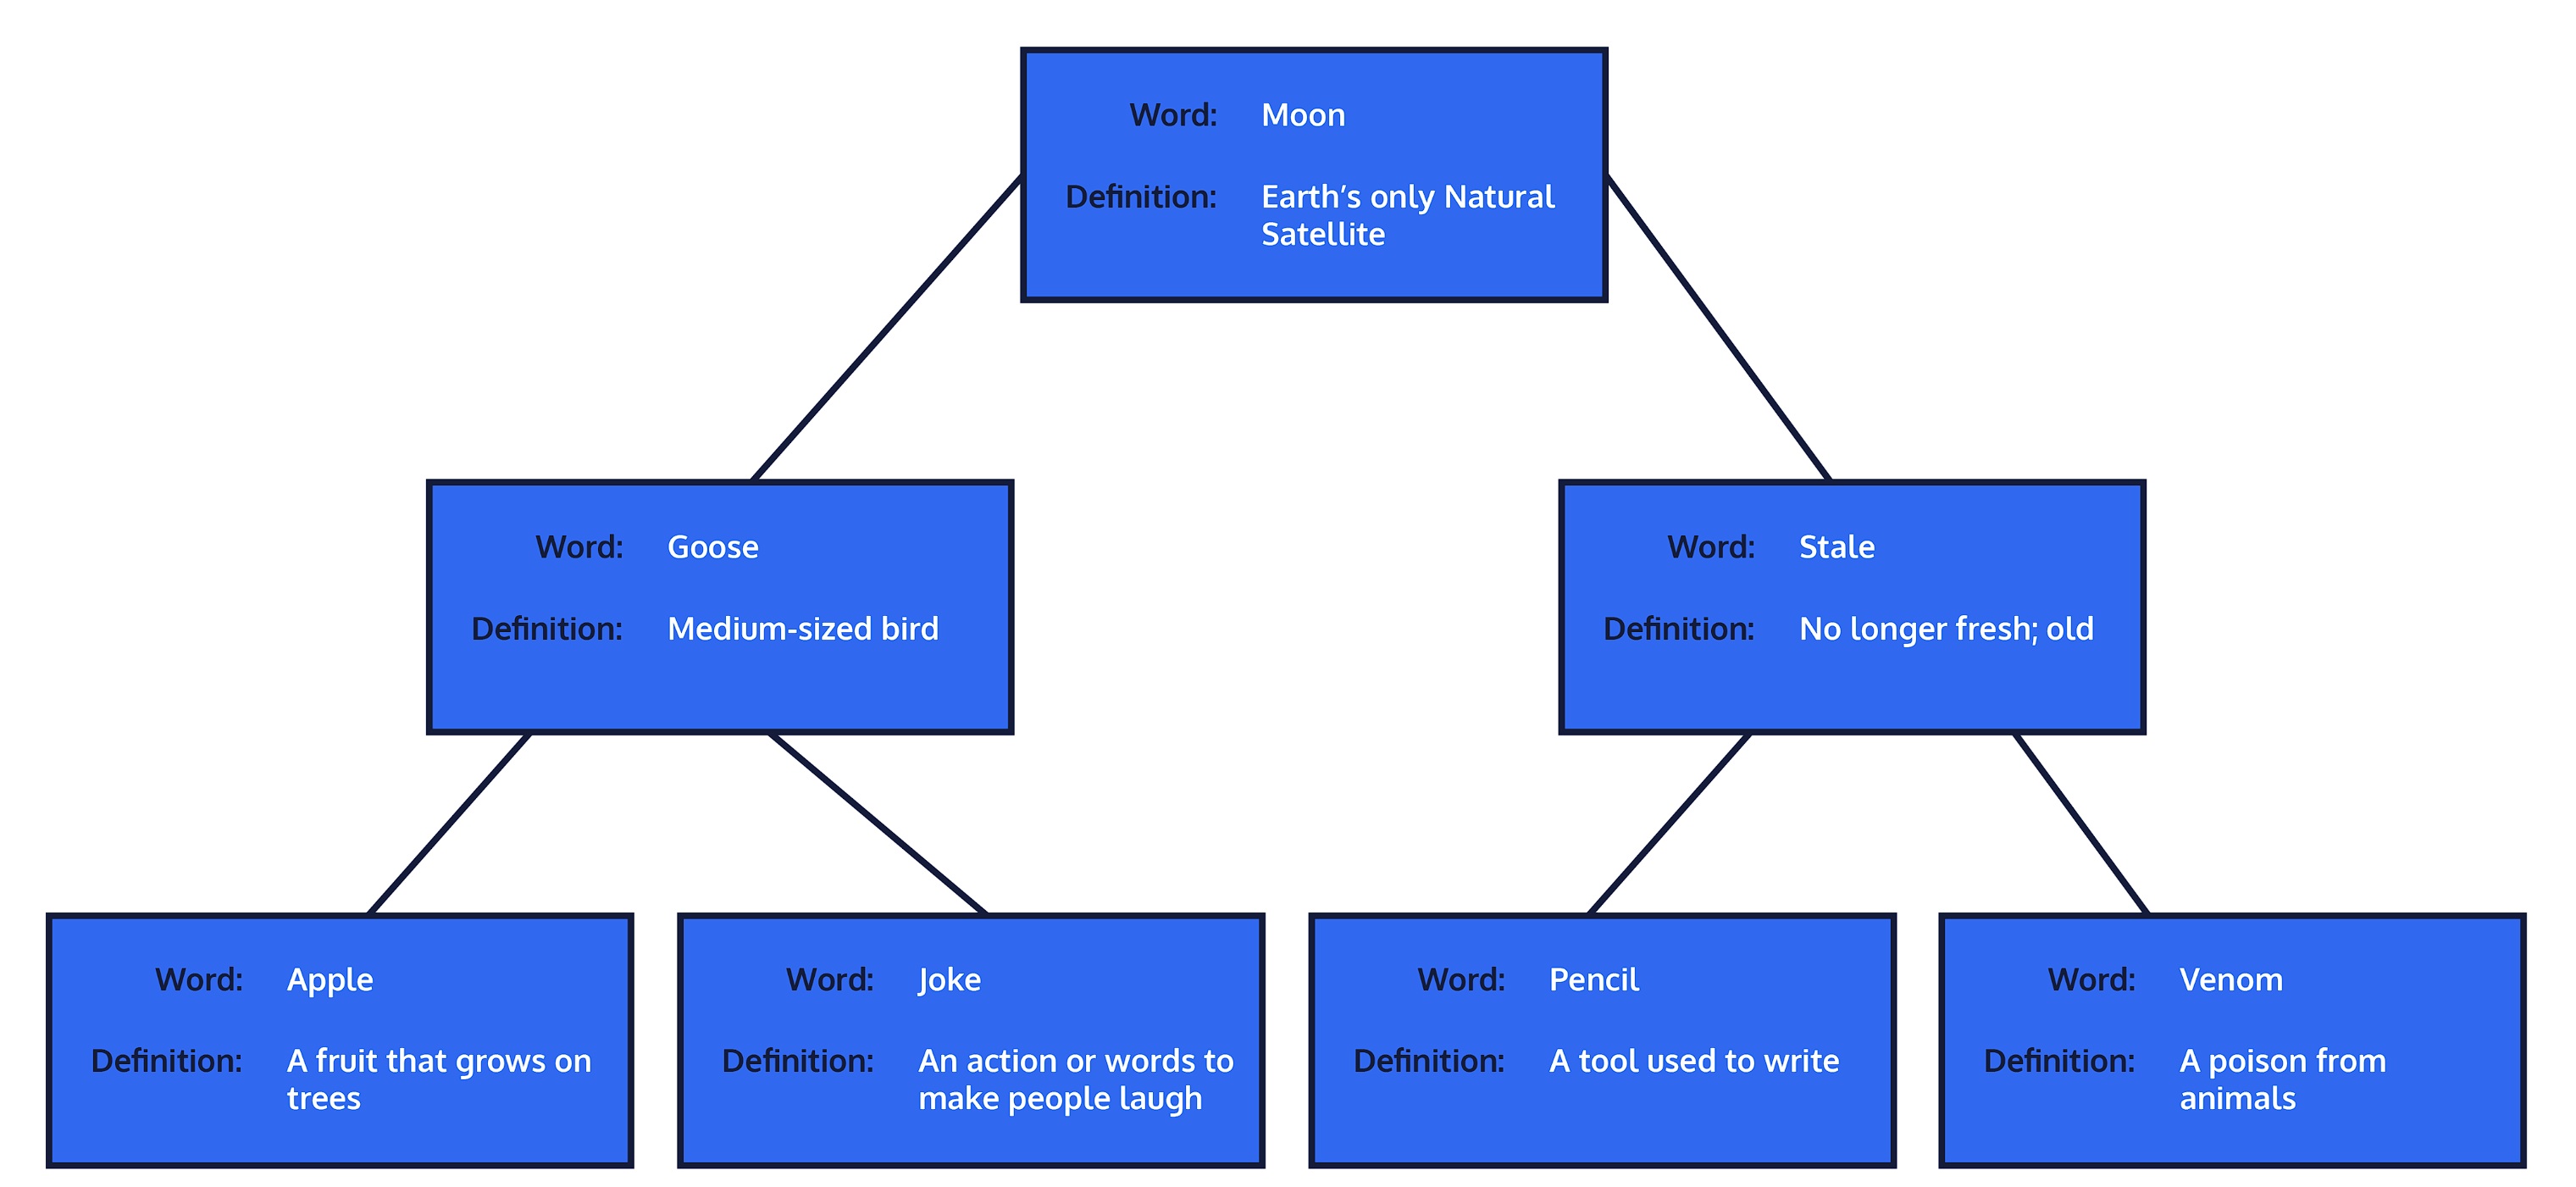 Word: Moon
Definition: Earth’s only Natural
Satellite
Word: Goose
Definition: Medium-sized bird
Word: Stale
Definition: No longer fresh; old
Word: Apple
Definition: A fruit that grows on
trees
Word: Joke
Definition: An action or words to
make people laugh
Word: Pencil
Definition: A tool used to write
Word: Venom
Definition: A poison from
animals